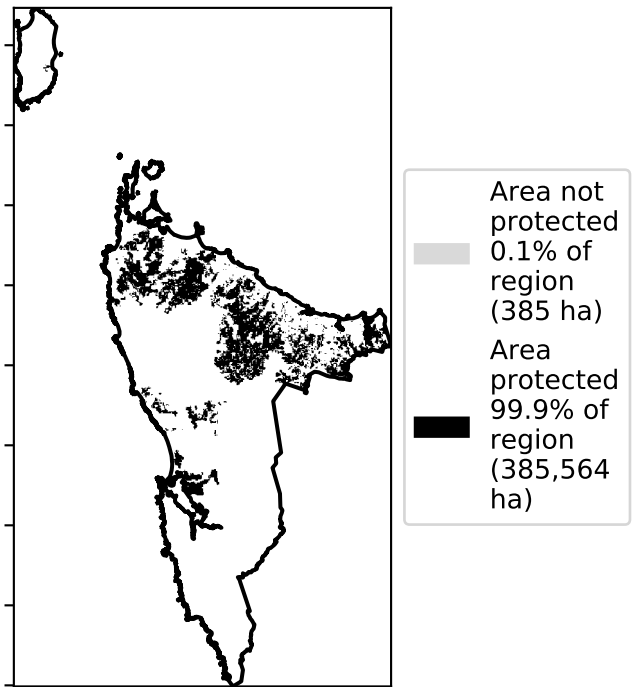 Area not
protected
0.1% of
region
(385 ha)
Area
protected
99.9% of
region
(385,564
ha)